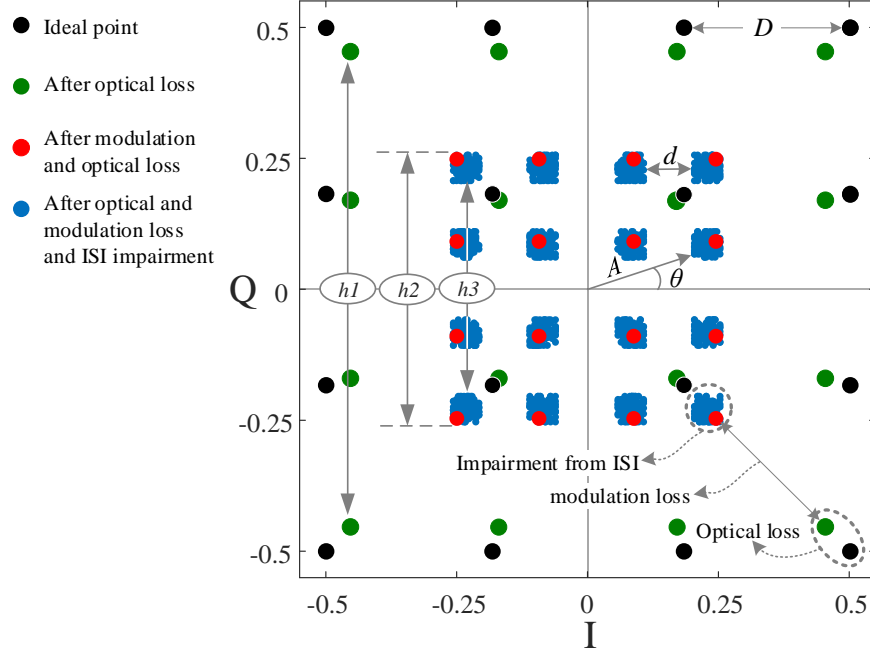 Ideal point
After optical loss
After modulation
and optical loss
After optical and
modulation loss
and ISI impairment
Q
0.5
0.25
0
-0.25
-0.5
D
d
A
θ
h1
h2
h3
Impairment from ISI
modulation loss
Optical loss
-0.5
-0.25
0
0.25
0.5
I